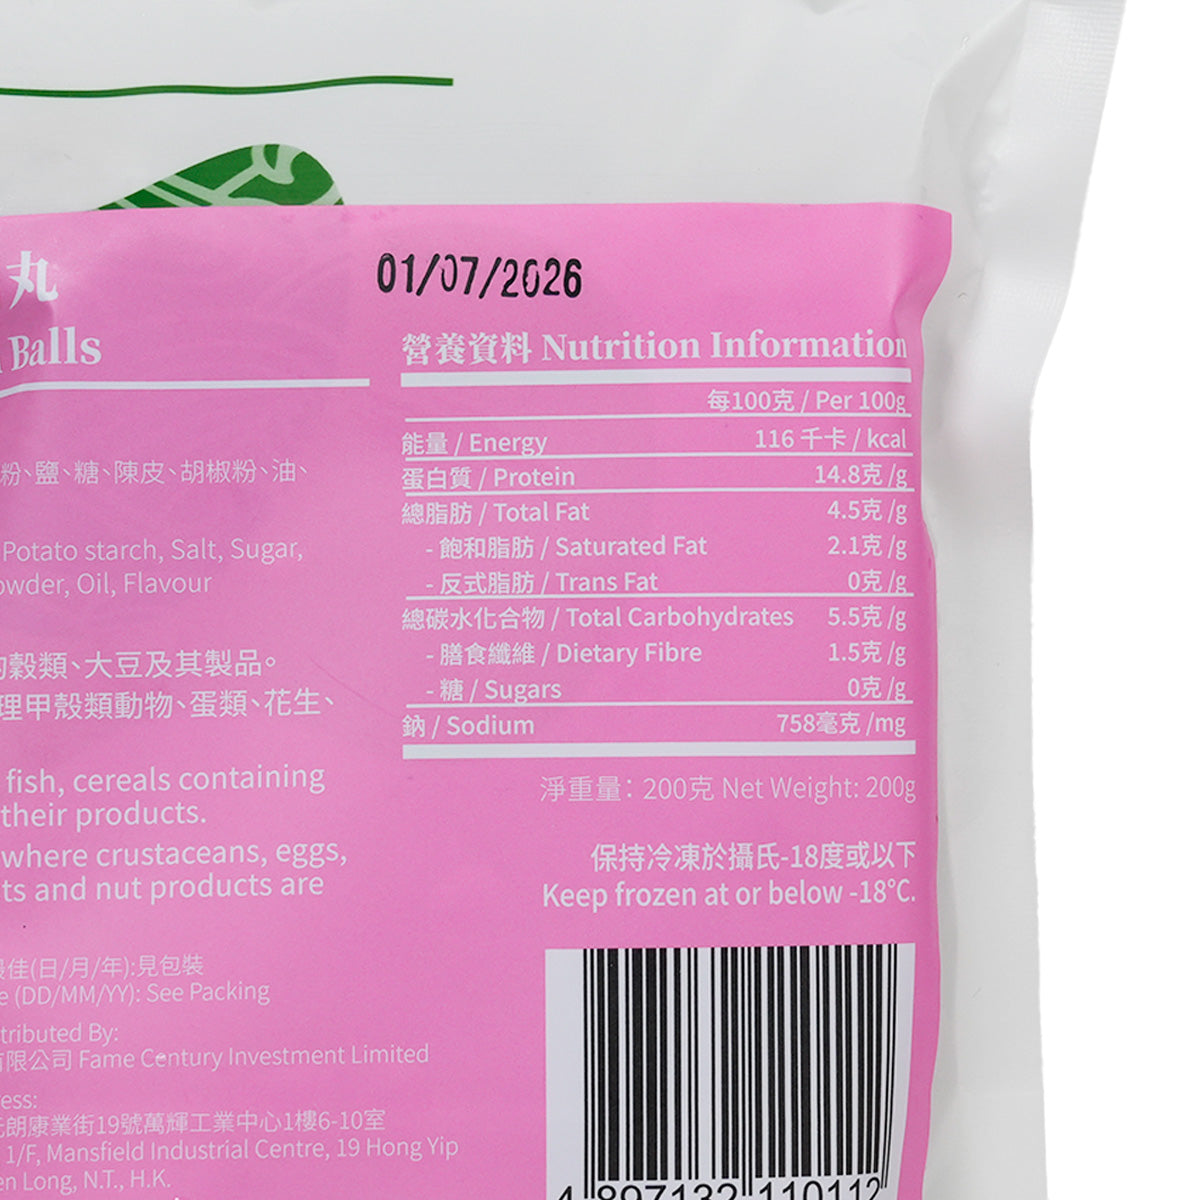 丸
Balls
粉、鹽、糖、陳皮、胡椒粉、油、
Potato starch, Salt, Sugar,
owder, Oil, Flavour
穀類、大豆及其製品。
理甲殼類動物、蛋類、花生、
fish, cereals containing
their products.
where crustaceans, eggs,
ts and nut products are
佳(日/月/年):見包裝
e (DD/MM/YY): See Packing
tributed By:
有限公司 Fame Century Investment Limited
ess:
朗康業街19號萬輝工業中心1樓6-10室
1/F, Mansfield Industrial Centre, 19 Hong Yip
en Long, N.T., H.K.
01/07/2026
營養資料 Nutrition Information
每100克 / Per 100g
能量 / Energy 116 千卡 / kcal
蛋白質 / Protein 14.8克 /g
總脂肪 / Total Fat 4.5克 /g
- 飽和脂肪 / Saturated Fat 2.1克 /g
- 反式脂肪 / Trans Fat 0克 /g
總碳水化合物 / Total Carbohydrates 5.5克 /g
- 膳食纖維 / Dietary Fibre 1.5克 /g
- 糖 / Sugars 0克 /g
鈉 / Sodium 758毫克 /mg
淨重量：200克 Net Weight: 200g
保持冷凍於攝氏-18度或以下
Keep frozen at or below -18°C.
4 897132 110112